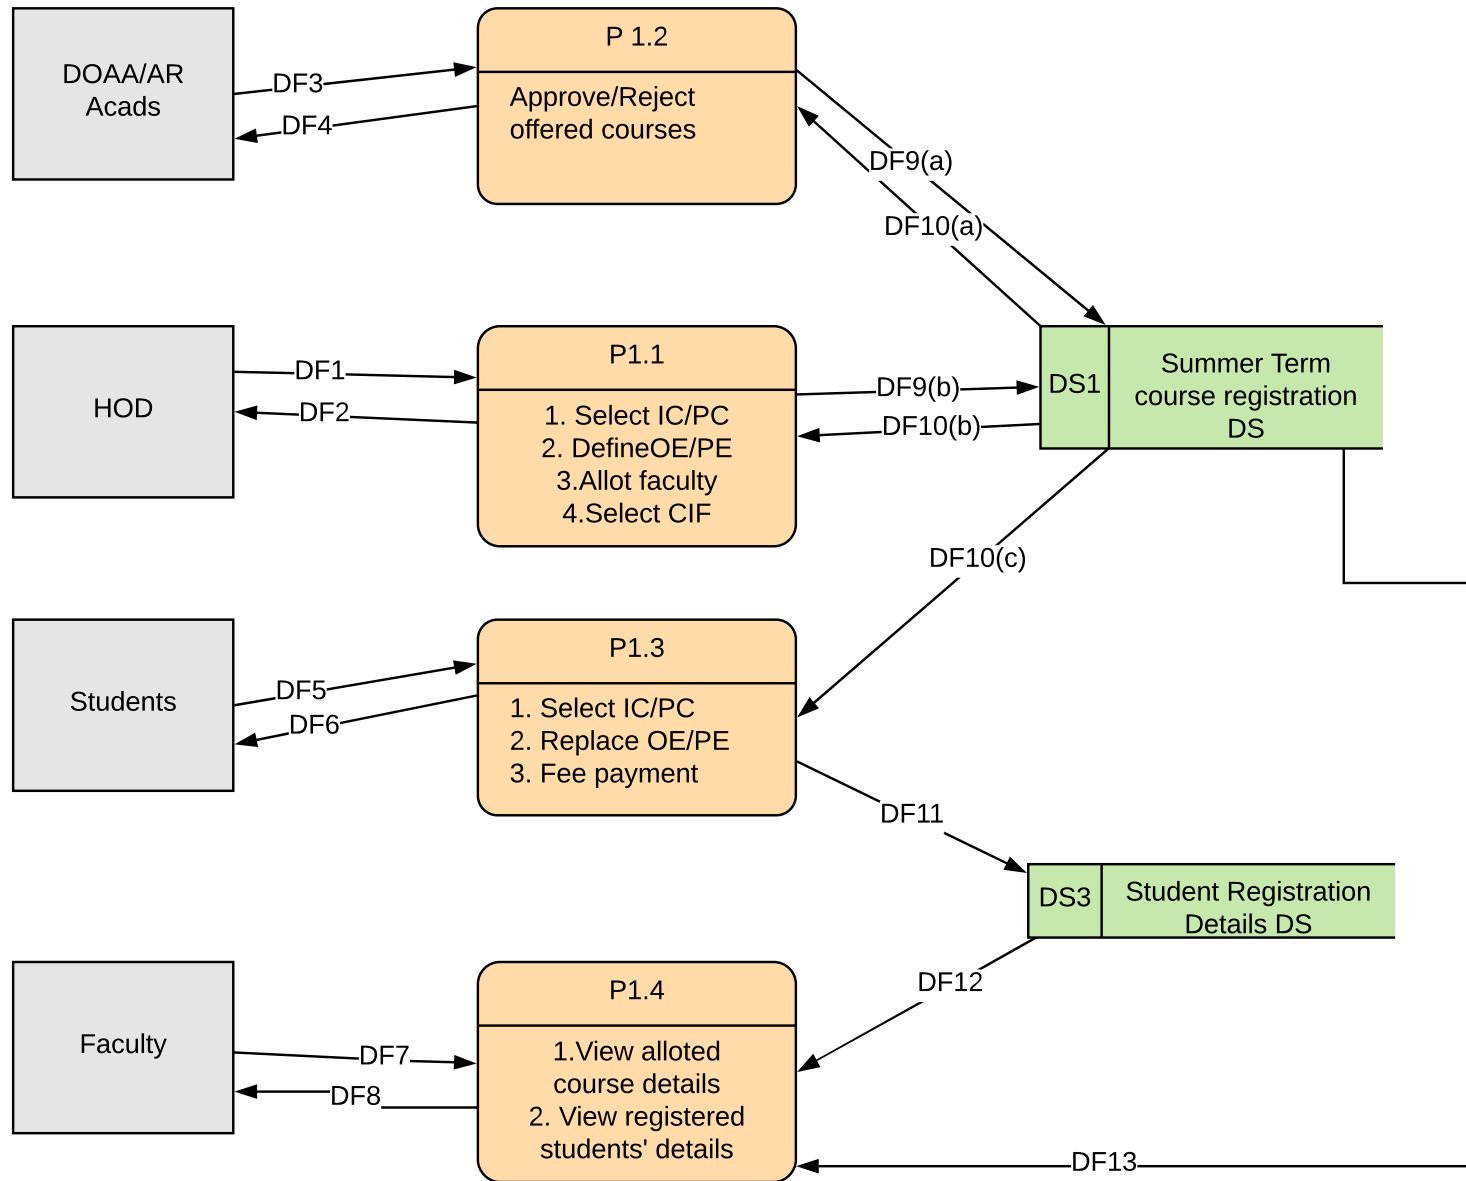 DOAA/AR
Acads
DF3
DF4
P 1.2
Approve/Reject
offered courses
DF9(a)
DF10(a)
HOD
DF1
DF2
P1.1
1. Select IC/PC
2. DefineOE/PE
3.Allot faculty
4.Select CIF
DF9(b)
DF10(b)
DS1
Summer Term
course registration
DS
DF10(c)
Students
DF5
DF6
P1.3
1. Select IC/PC
2. Replace OE/PE
3. Fee payment
DF11
DS3
Student Registration
Details DS
DF12
Faculty
DF7
DF8
P1.4
1.View alloted
course details
2. View registered
students' details
DF13